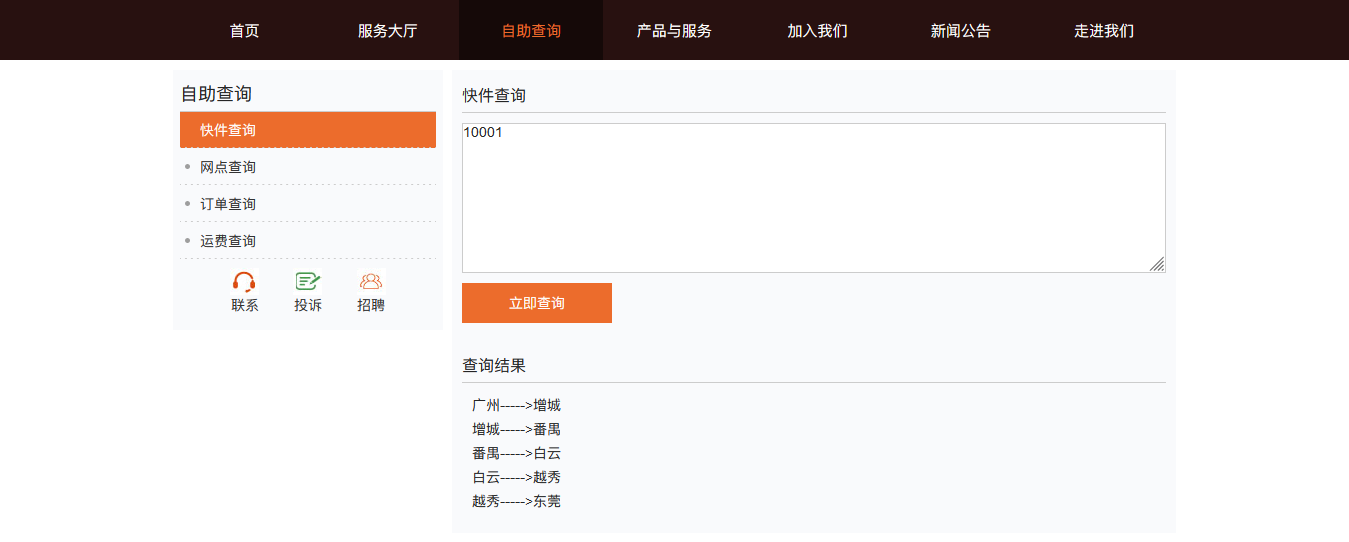 首页 服务大厅 自助查询 产品与服务 加入我们 新闻公告 走进我们
自助查询
快件查询
网点查询
订单查询
运费查询
联系 投诉 招聘
快件查询
10001
立即查询
查询结果
广州----->增城
增城----->番禺
番禺----->白云
白云----->越秀
越秀----->东莞